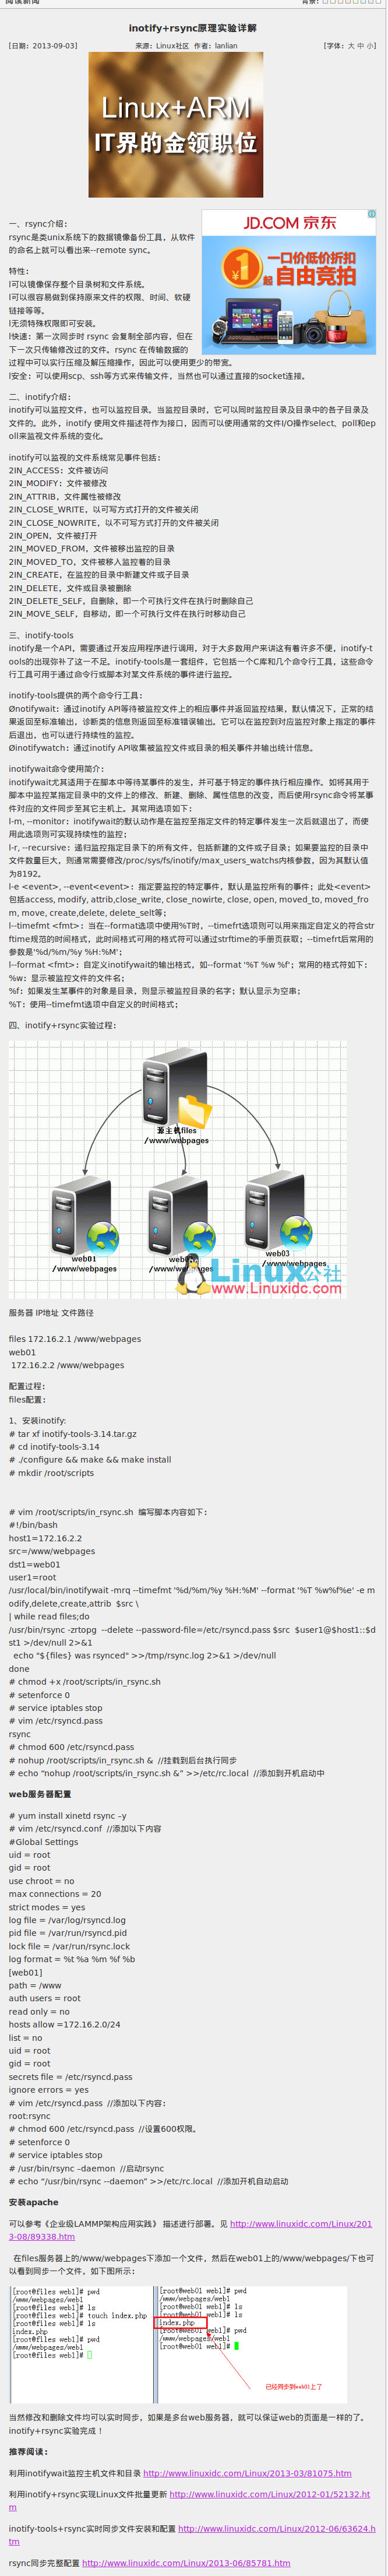 阅读新闻
背景：
inotify+rsync原理实验详解
[日期：2013-09-03]
来源：Linux社区 作者：lanlian
[字体：大 中 小]
Linux+ARM
IT界的金领职位
JD.COM 京东
一口价低价折扣
¥1起 自由竞拍
一、rsync介绍：
rsync是类unix系统下的数据镜像备份工具，从软件
的命名上就可以看出来--remote sync。
特性：
l可以镜像保存整个目录树和文件系统。
l可以很容易做到保持原来文件的权限、时间、软硬
链接等等。
l无须特殊权限即可安装。
l快速：第一次同步时 rsync 会复制全部内容，但在
下一次只传输修改过的文件。rsync 在传输数据的
过程中可以实行压缩及解压缩操作，因此可以使用更少的带宽。
l安全：可以使用scp、ssh等方式来传输文件，当然也可以通过直接的socket连接。
二、inotify介绍：
inotify可以监控文件，也可以监控目录。当监控目录时，它可以同时监控目录及目录中的各子目录及
文件的。此外，inotify 使用文件描述符作为接口，因而可以使用通常的文件I/O操作select、poll和ep
oll来监视文件系统的变化。
inotify可以监视的文件系统常见事件包括：
2IN_ACCESS：文件被访问
2IN_MODIFY：文件被修改
2IN_ATTRIB，文件属性被修改
2IN_CLOSE_WRITE，以可写方式打开的文件被关闭
2IN_CLOSE_NOWRITE，以不可写方式打开的文件被关闭
2IN_OPEN，文件被打开
2IN_MOVED_FROM，文件被移出监控的目录
2IN_MOVED_TO，文件被移入监控着的目录
2IN_CREATE，在监控的目录中新建文件或子目录
2IN_DELETE，文件或目录被删除
2IN_DELETE_SELF，自删除，即一个可执行文件在执行时删除自己
2IN_MOVE_SELF，自移动，即一个可执行文件在执行时移动自己
三、inotify-tools
inotify是一个API，需要通过开发应用程序进行调用，对于大多数用户来讲这有着许多不便，inotify-t
ools的出现弥补了这一不足。inotify-tools是一套组件，它包括一个C库和几个命令行工具，这些命令
行工具可用于通过命令行或脚本对某文件系统的事件进行监控。
inotify-tools提供的两个命令行工具：
Øinotifywait：通过inotify API等待被监控文件上的相应事件并返回监控结果，默认情况下，正常的结
果返回至标准输出，诊断类的信息则返回至标准错误输出。它可以在监控到对应监控对象上指定的事件
后退出，也可以进行持续性的监控。
Øinotifywatch：通过inotify API收集被监控文件或目录的相关事件并输出统计信息。
inotifywait命令使用简介：
inotifywait尤其适用于在脚本中等待某事件的发生，并可基于特定的事件执行相应操作。如将其用于
脚本中监控某指定目录中的文件上的修改、新建、删除、属性信息的改变，而后使用rsync命令将某事
件对应的文件同步至其它主机上。其常用选项如下：
l-m, --monitor：inotifywait的默认动作是在监控至指定文件的特定事件发生一次后就退出了，而使
用此选项则可实现持续性的监控；
l-r, --recursive：递归监控指定目录下的所有文件，包括新建的文件或子目录；如果要监控的目录中
文件数量巨大，则通常需要修改/proc/sys/fs/inotify/max_users_watchs内核参数，因为其默认值
为8192。
l-e <event>, --event<event>：指定要监控的特定事件，默认是监控所有的事件；此处<event>
包括access, modify, attrib,close_write, close_nowirte, close, open, moved_to, moved_fro
m, move, create,delete, delete_selt等；
l--timefmt <fmt>：当在--format选项中使用%T时，--timefrt选项则可以用来指定自定义的符合str
ftime规范的时间格式，此时间格式可用的格式符可以通过strftime的手册页获取；--timefrt后常用的
参数是'%d/%m/%y %H:%M'；
l--format <fmt>：自定义inotifywait的输出格式，如--format '%T %w %f'；常用的格式符如下：
%w：显示被监控文件的文件名；
%f：如果发生某事件的对象是目录，则显示被监控目录的名字；默认显示为空串；
%T：使用--timefmt选项中自定义的时间格式；
四、inotify+rsync实验过程：
源主机files
/www/webpages
web01
/www/webpages
web02
/www/webpages
web03
/www/webpages
Linux公社
www.Linuxidc.com
服务器 IP地址 文件路径
files 172.16.2.1 /www/webpages
web01
172.16.2.2 /www/webpages
配置过程：
files配置：
1、安装inotify:
# tar xf inotify-tools-3.14.tar.gz
# cd inotify-tools-3.14
# ./configure && make && make install
# mkdir /root/scripts
# vim /root/scripts/in_rsync.sh 编写脚本内容如下：
#!/bin/bash
host1=172.16.2.2
src=/www/webpages
dst1=web01
user1=root
/usr/local/bin/inotifywait -mrq --timefmt '%d/%m/%y %H:%M' --format '%T %w%f%e' -e m
odify,delete,create,attrib $src \
| while read files;do
/usr/bin/rsync -zrtopg --delete --password-file=/etc/rsyncd.pass $src $user1@$host1::$d
st1 >/dev/null 2>&1
echo "${files} was rsynced" >>/tmp/rsync.log 2>&1 >/dev/null
done
# chmod +x /root/scripts/in_rsync.sh
# setenforce 0
# service iptables stop
# vim /etc/rsyncd.pass
rsync
# chmod 600 /etc/rsyncd.pass
# nohup /root/scripts/in_rsync.sh & //挂载到后台执行同步
# echo “nohup /root/scripts/in_rsync.sh &” >>/etc/rc.local //添加到开机启动中
web服务器配置
# yum install xinetd rsync –y
# vim /etc/rsyncd.conf //添加以下内容
#Global Settings
uid = root
gid = root
use chroot = no
max connections = 20
strict modes = yes
log file = /var/log/rsyncd.log
pid file = /var/run/rsyncd.pid
lock file = /var/run/rsync.lock
log format = %t %a %m %f %b
[web01]
path = /www
auth users = root
read only = no
hosts allow =172.16.2.0/24
list = no
uid = root
gid = root
secrets file = /etc/rsyncd.pass
ignore errors = yes
# vim /etc/rsyncd.pass //添加以下内容：
root:rsync
# chmod 600 /etc/rsyncd.pass //设置600权限。
# setenforce 0
# service iptables stop
# /usr/bin/rsync –daemon //启动rsync
# echo “/usr/bin/rsync --daemon” >>/etc/rc.local //添加开机自动启动
安装apache
可以参考《企业级LAMMP架构应用实践》 描述进行部署。见 http://www.linuxidc.com/Linux/201
3-08/89338.htm
在files服务器上的/www/webpages下添加一个文件，然后在web01上的/www/webpages/下也可
以看到同步一个文件，如下图所示：
[root@files web1]# pwd
/www/webpages/web1
[root@files web1]# ls
[root@files web1]# touch index.php
[root@files web1]# ls
index.php
[root@files web1]# pwd
/www/webpages/web1
[root@files web1]#
[root@web01 web1]# pwd
/www/webpages/web1
[root@web01 web1]# ls
[root@web01 web1]# ls
index.php
[root@web01 web1]# pwd
/www/webpages/web1
[root@web01 web1]#
已经同步到web01上了
当然修改和删除文件均可以实时同步，如果是多台web服务器，就可以保证web的页面是一样的了。
inotify+rsync实验完成！
推荐阅读：
利用inotifywait监控主机文件和目录 http://www.linuxidc.com/Linux/2013-03/81075.htm
利用inotify+rsync实现Linux文件批量更新 http://www.linuxidc.com/Linux/2012-01/52132.ht
m
inotify-tools+rsync实时同步文件安装和配置 http://www.linuxidc.com/Linux/2012-06/63624.h
tm
rsync同步完整配置 http://www.linuxidc.com/Linux/2013-06/85781.htm